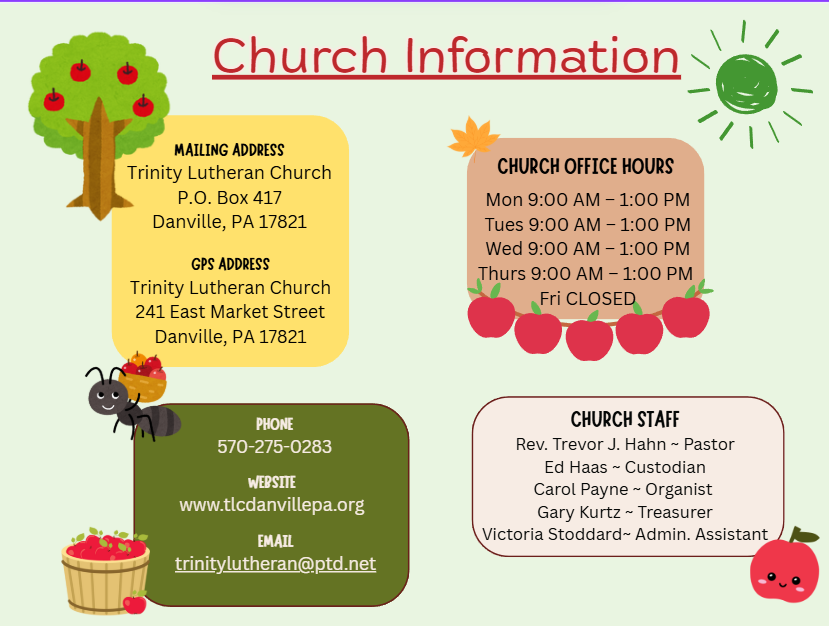 Church Information
MAILING ADDRESS
Trinity Lutheran Church
P.O. Box 417
Danville, PA 17821
GPS ADDRESS
Trinity Lutheran Church
241 East Market Street
Danville, PA 17821
CHURCH OFFICE HOURS
Mon 9:00 AM – 1:00 PM
Tues 9:00 AM – 1:00 PM
Wed 9:00 AM – 1:00 PM
Thurs 9:00 AM – 1:00 PM
Fri CLOSED
PHONE
570-275-0283
WEBSITE
www.tlcdanvillepa.org
EMAIL
trinitylutheran@ptd.net
CHURCH STAFF
Rev. Trevor J. Hahn ~ Pastor
Ed Haas ~ Custodian
Carol Payne ~ Organist
Gary Kurtz ~ Treasurer
Victoria Stoddard~ Admin. Assistant